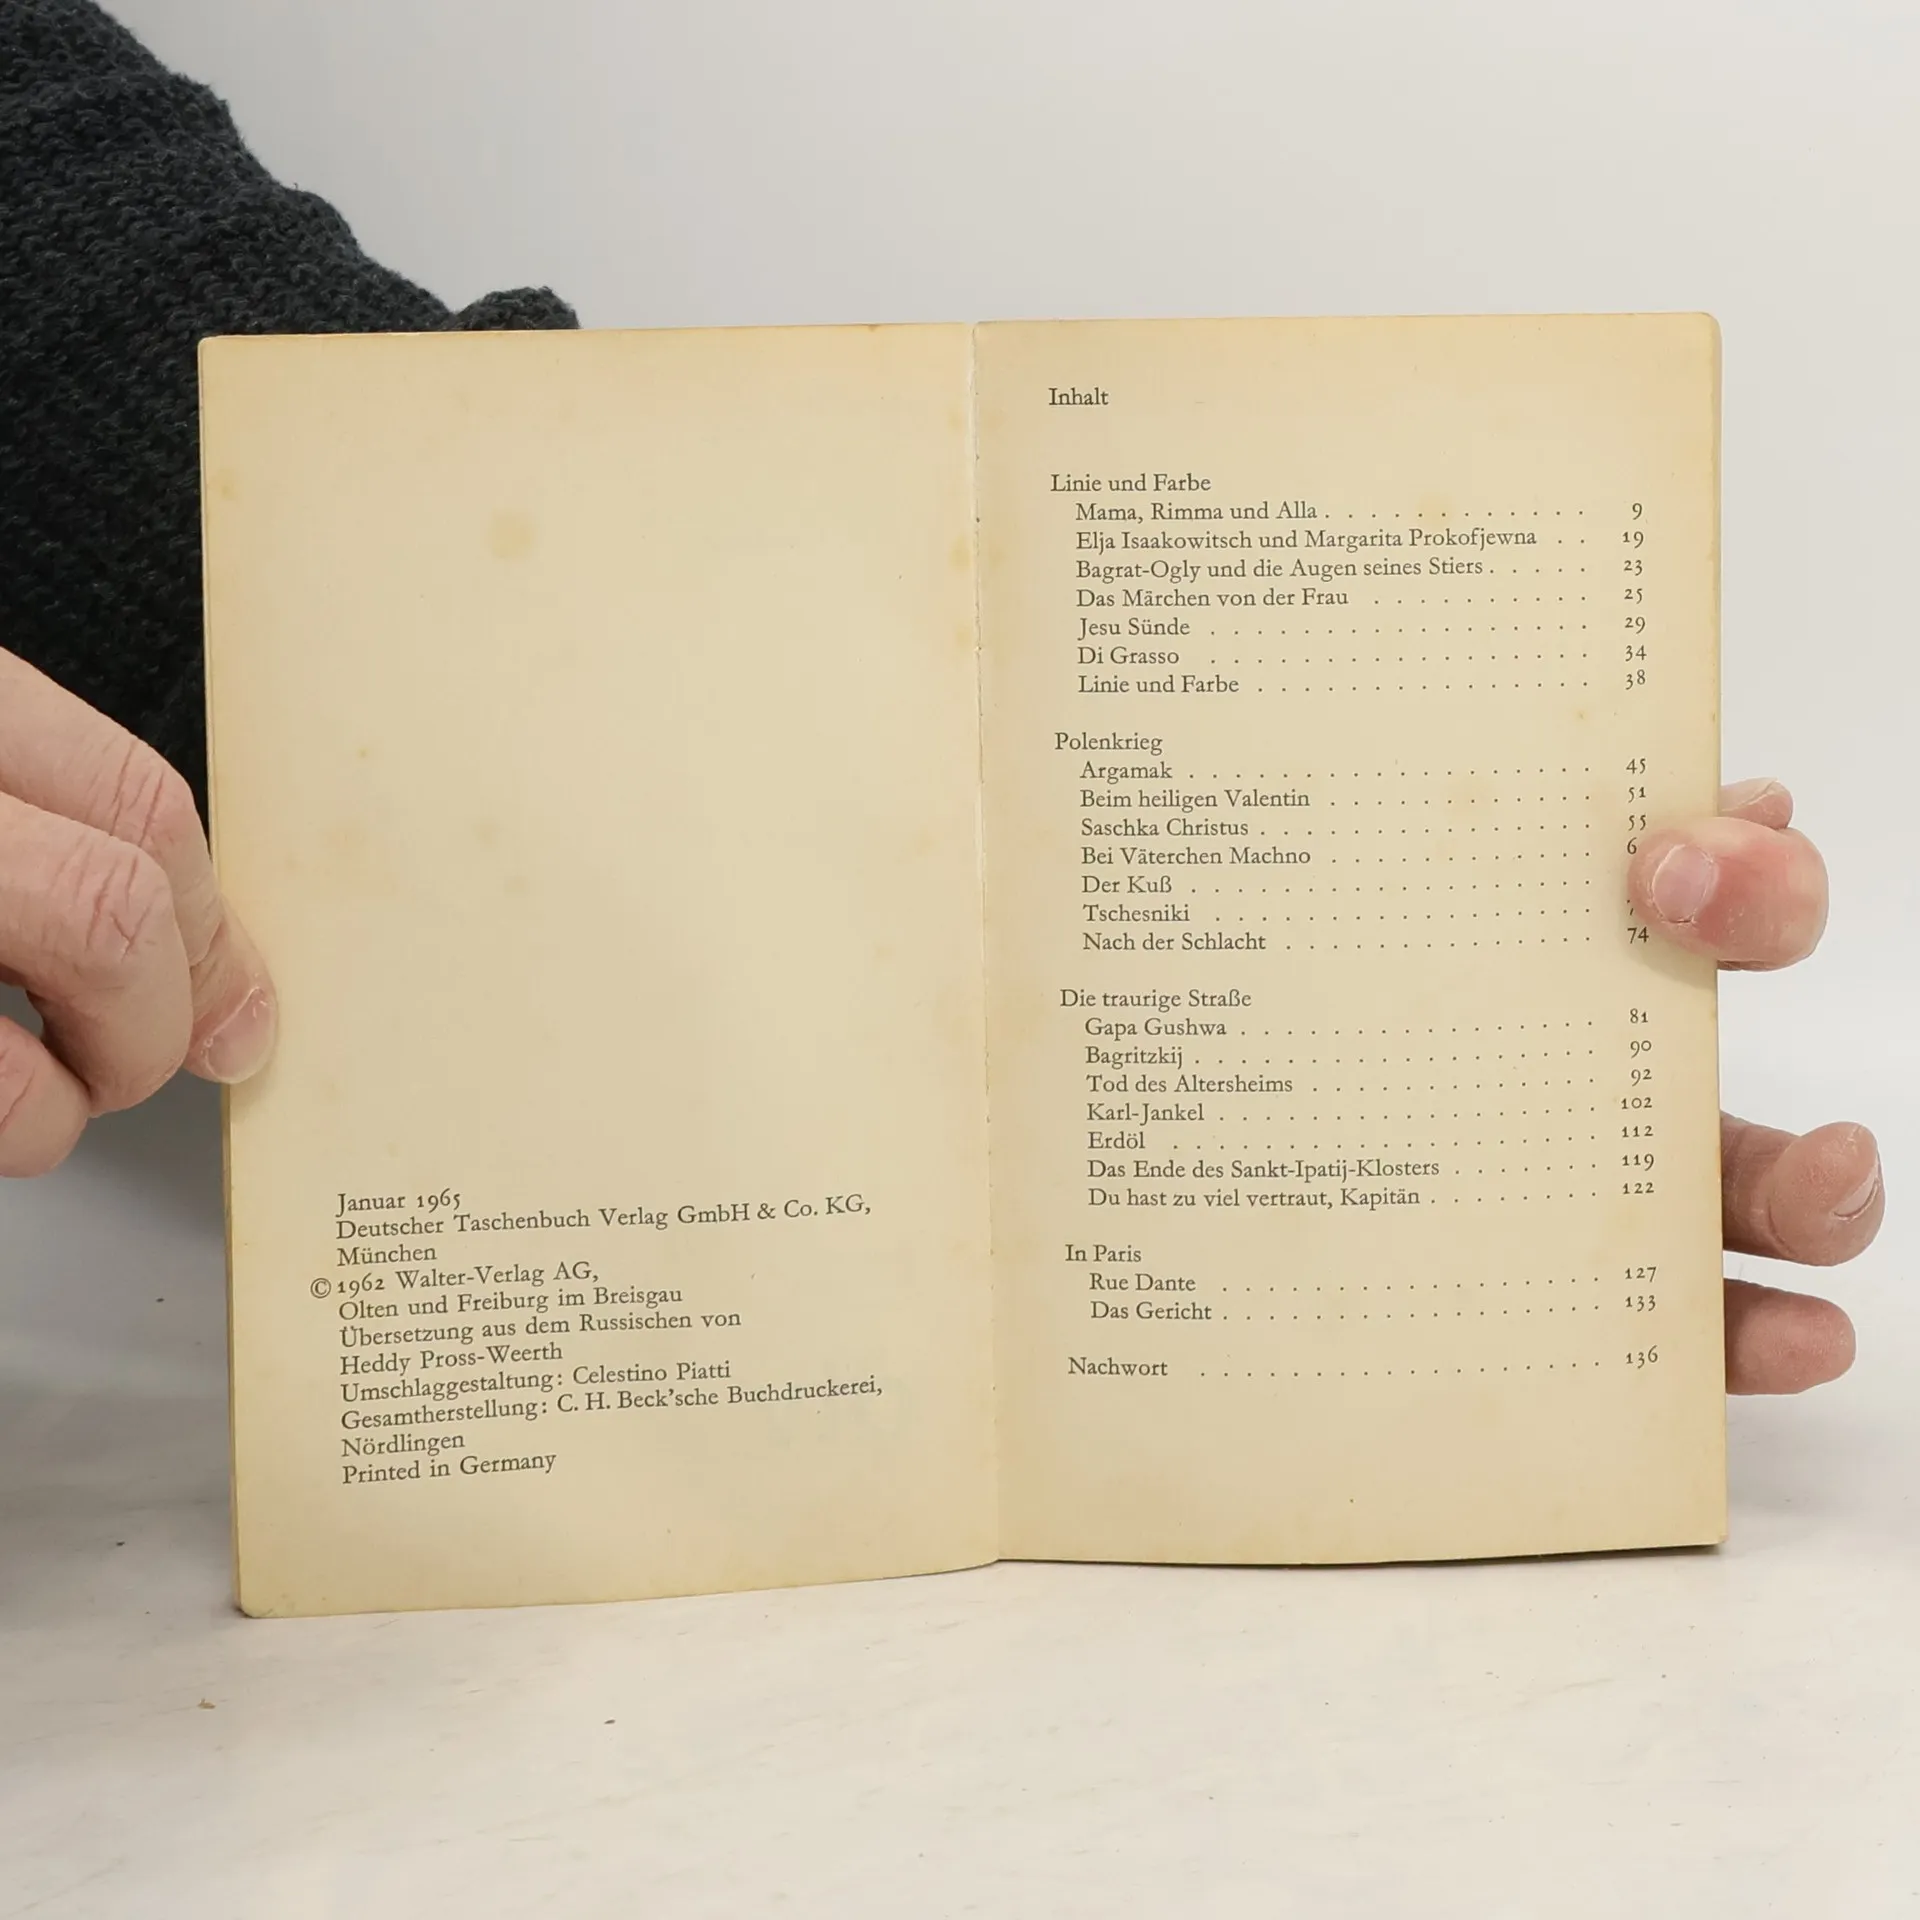 Januar 1965
Deutscher Taschenbuch Verlag GmbH & Co. KG,
München
© 1962 Walter-Verlag AG,
Olten und Freiburg im Breisgau
Übersetzung aus dem Russischen von
Heddy Pross-Weerth
Umschlaggestaltung: Celestino Piatti
Gesamtherstellung: C. H. Beck'sche Buchdruckerei,
Nördlingen
Printed in Germany
Inhalt
Linie und Farbe
Mama, Rimma und Alla . . . . . . . . . . . . 9
Elja Isaakowitsch und Margarita Prokofjewna . . 19
Bagrat-Ogly und die Augen seines Stiers . . . . . 23
Das Märchen von der Frau . . . . . . . . . . 25
Jesu Sünde . . . . . . . . . . . . . . . . . 29
Di Grasso . . . . . . . . . . . . . . . . . 34
Linie und Farbe . . . . . . . . . . . . . . . 38
Polenkrieg
Argamak . . . . . . . . . . . . . . . . . . 45
Beim heiligen Valentin . . . . . . . . . . . . 51
Saschka Christus . . . . . . . . . . . . . . . 55
Bei Väterchen Machno . . . . . . . . . . . . 6
Der Kuß . . . . . . . . . . . . . . . . . .
Tschesniki . . . . . . . . . . . . . . . . .
Nach der Schlacht . . . . . . . . . . . . . . 74
Die traurige Straße
Gapa Gushwa . . . . . . . . . . . . . . . . 81
Bagritzkij . . . . . . . . . . . . . . . . . . 90
Tod des Altersheims . . . . . . . . . . . . . 92
Karl-Jankel . . . . . . . . . . . . . . . . . 102
Erdöl . . . . . . . . . . . . . . . . . . 112
Das Ende des Sankt-Ipatij-Klosters . . . . . . . 119
Du hast zu viel vertraut, Kapitän . . . . . . . . 122
In Paris
Rue Dante . . . . . . . . . . . . . . . . . 127
Das Gericht . . . . . . . . . . . . . . . . . 133
Nachwort . . . . . . . . . . . . . . . . . . 136